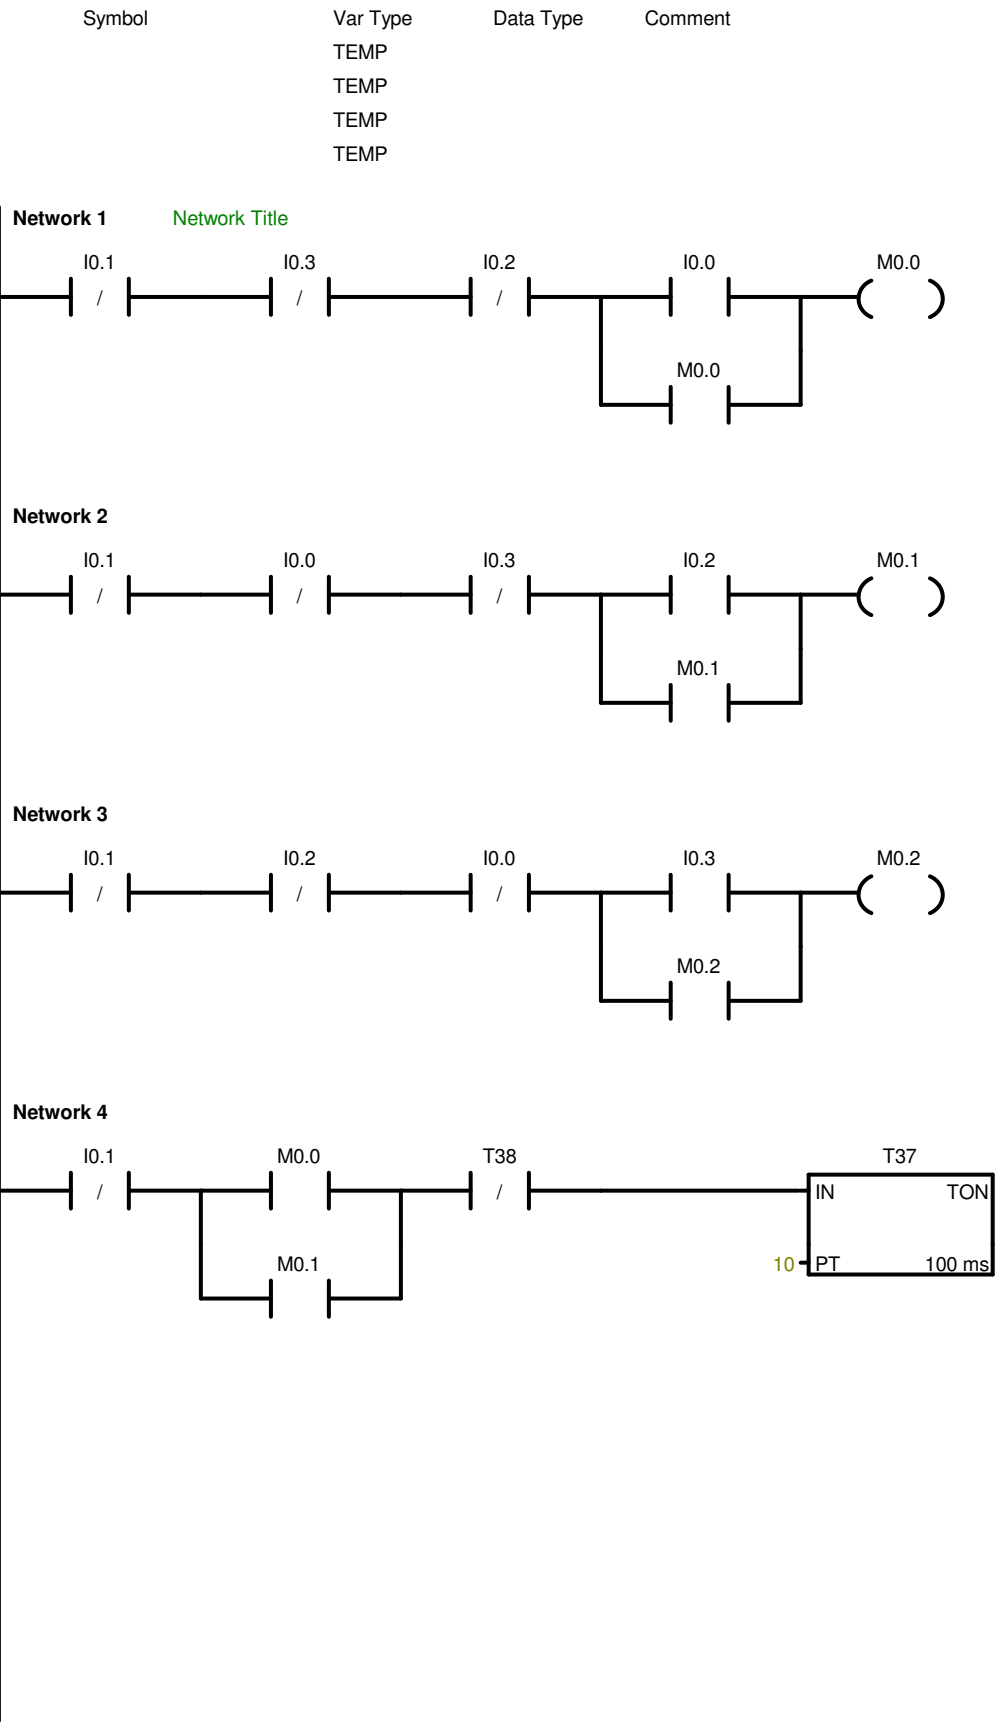 Symbol Var Type Data Type Comment
TEMP
TEMP
TEMP
TEMP
Network 1 Network Title
I0.1 I0.3 I0.2 I0.0 M0.0
/ / /
M0.0
Network 2
I0.1 I0.0 I0.3 I0.2 M0.1
/ / /
M0.1
Network 3
I0.1 I0.2 I0.0 I0.3 M0.2
/ / /
M0.2
Network 4
I0.1 M0.0 T38 T37
/ / IN TON
M0.1 10 PT 100 ms